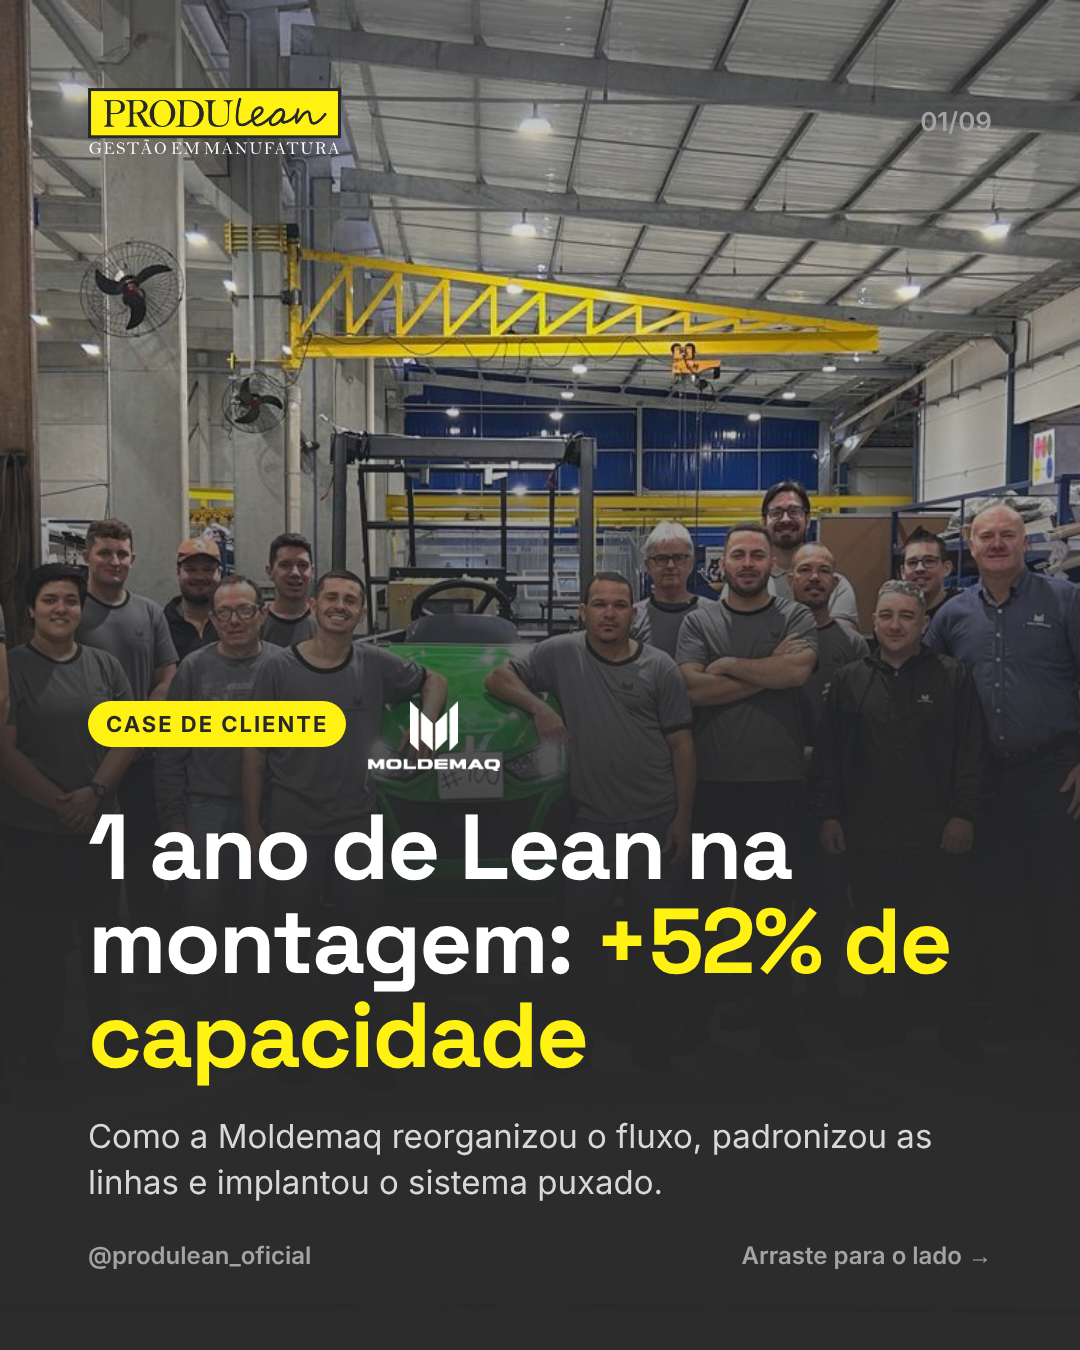 PRODUlean
GESTÃO EM MANUFATURA
01/09
CASE DE CLIENTE
MOLDEMAQ
1 ano de Lean na
montagem: +52% de
capacidade
Como a Moldemaq reorganizou o fluxo, padronizou as
linhas e implantou o sistema puxado.
@produlean_oficial
Arraste para o lado →